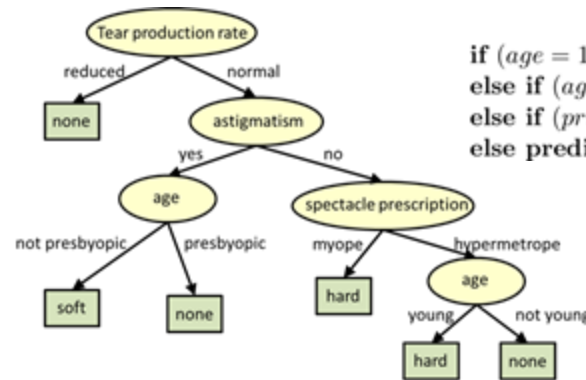 Tear production rate
reduced
normal
none
astigmatism
yes
no
age
spectacle prescription
not presbyopic
presbyopic
myope
hypermetrope
soft
none
hard
age
young
not young
hard
none
if (age = 1
else if (ag
else if (pr
else predi